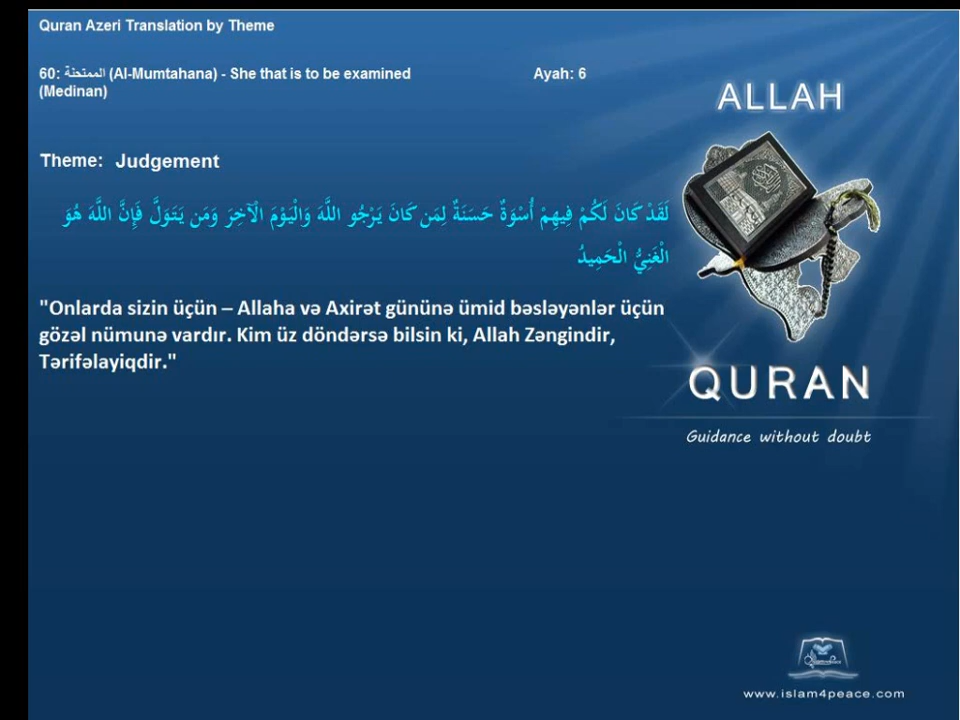 Quran Azeri Translation by Theme
60: الممتحنة (Al-Mumtahana) - She that is to be examined
(Medinan)
Ayah: 6
Theme: Judgement
لَقَدْ كَانَ لَكُمْ فِيهِمْ أُسْوَةٌ حَسَنَةٌ لِمَن كَانَ يَرْجُو اللَّهَ وَالْيَوْمَ الْآخِرَ وَمَن يَتَوَلَّ فَإِنَّ اللَّهَ هُوَ
الْغَنِيُّ الْحَمِيدُ
"Onlarda sizin üçün – Allaha və Axirət gününə ümid bəsləyənlər üçün
gözəl nümunə vardır. Kim üz döndərsə bilsin ki, Allah Zəngindir,
Tərifəlayiqdir."
ALLAH
QURAN
Guidance without doubt
www.islam4peace.com